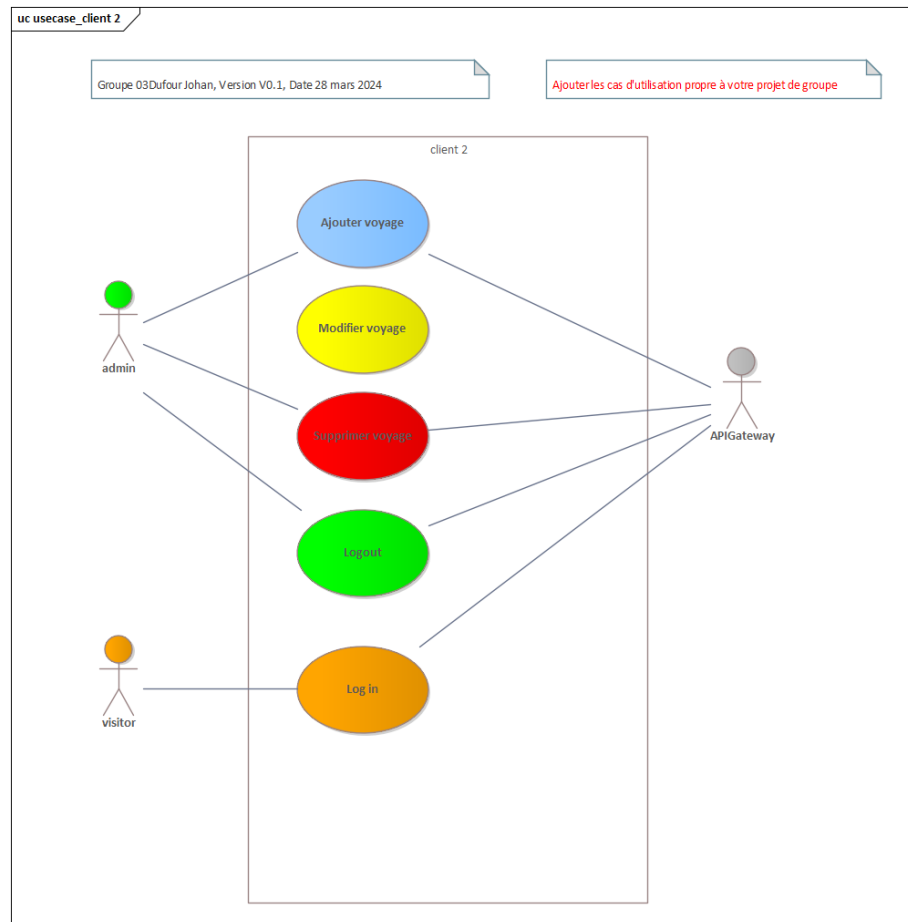 uc usecase_client 2
Groupe 03Dufour Johan, Version V0.1, Date 28 mars 2024
Ajouter les cas d'utilisation propre à votre projet de groupe
client 2
Ajouter voyage
Modifier voyage
admin
Supprimer voyage
APIGateway
Logout
Log in
visitor